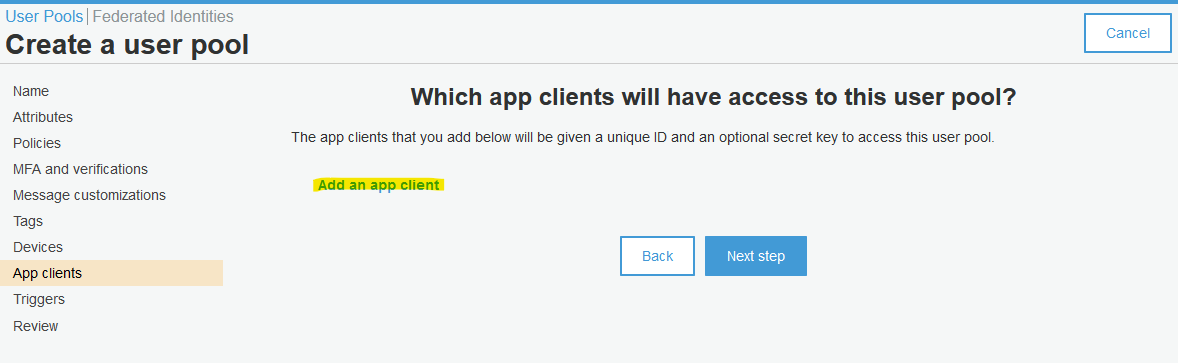 User Pools | Federated Identities
Create a user pool
Cancel
Name
Attributes
Policies
MFA and verifications
Message customizations
Tags
Devices
App clients
Triggers
Review
Which app clients will have access to this user pool?
The app clients that you add below will be given a unique ID and an optional secret key to access this user pool.
Add an app client
Back
Next step